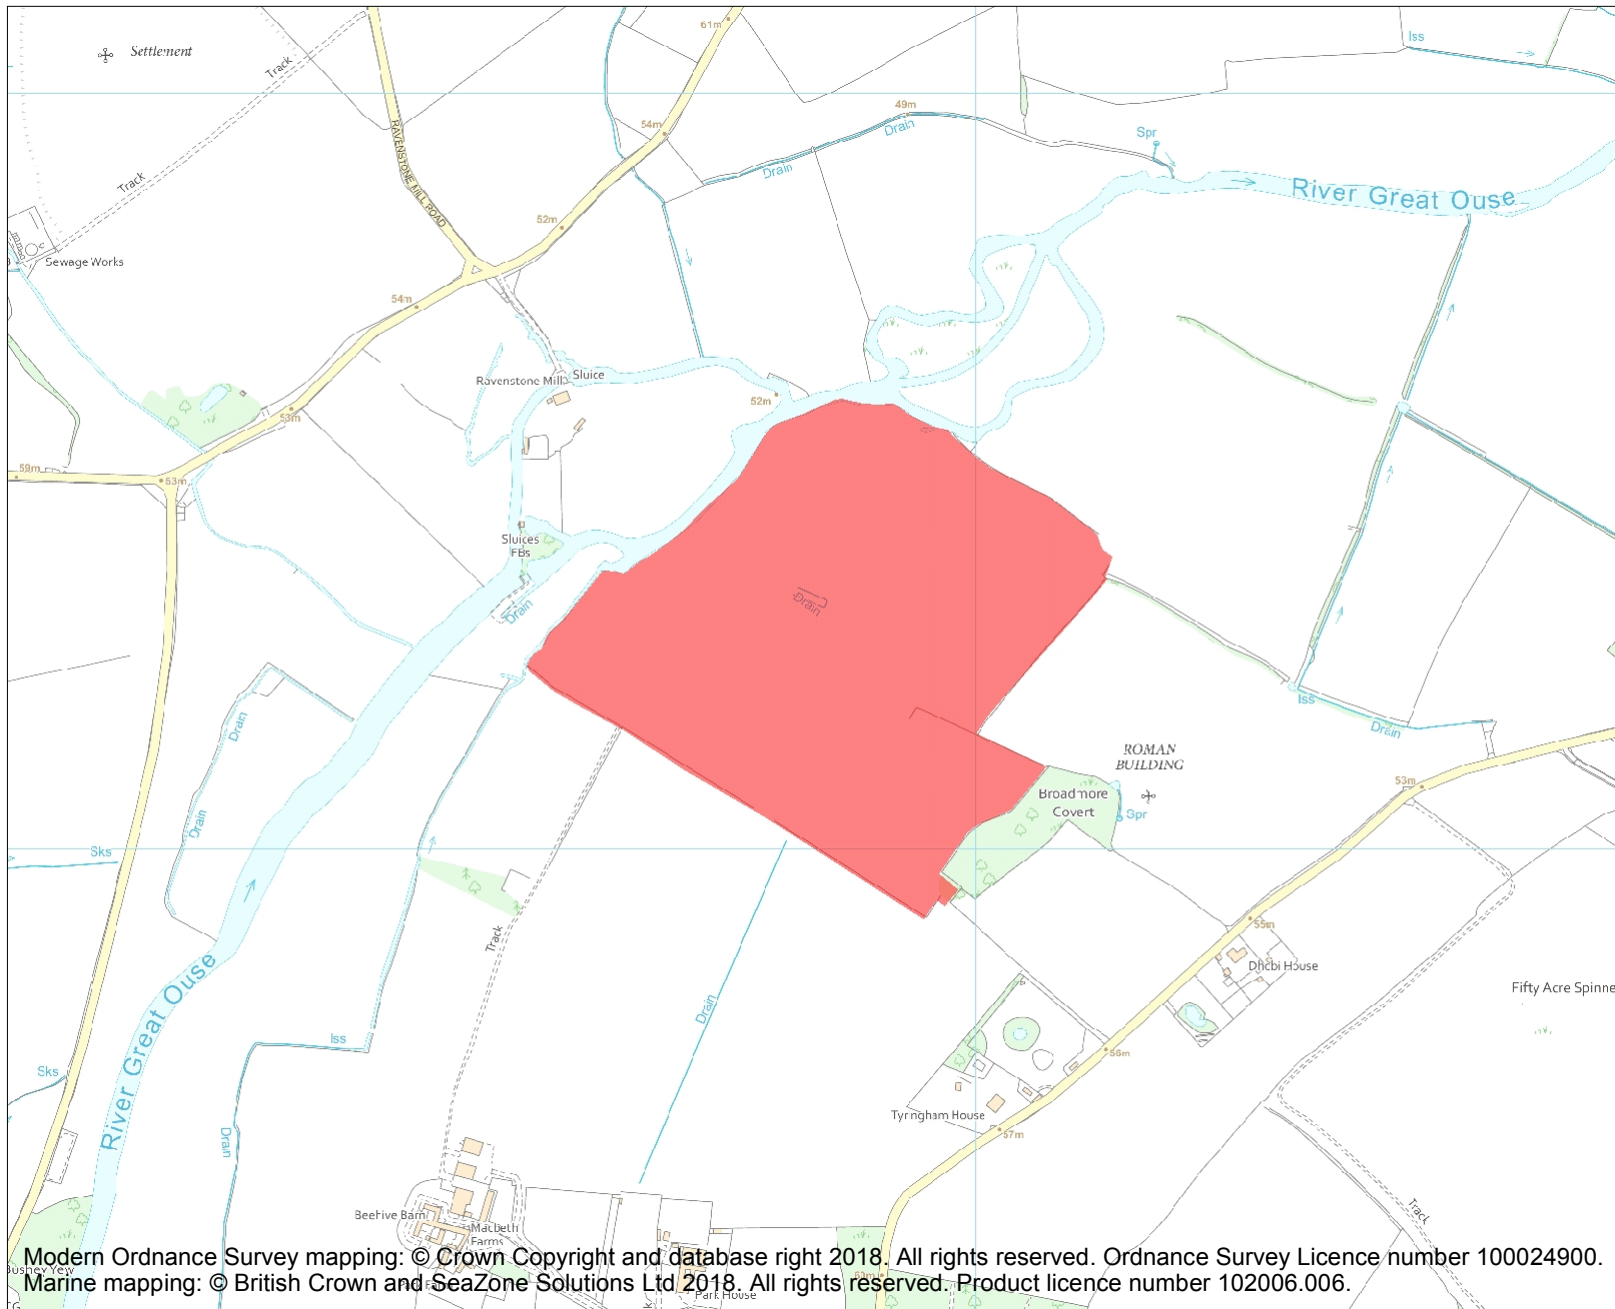 61m
Settlement
Iss
Track
49m
54m
Drain
Spr
RAVENSTONE MILL ROAD
Drain
Track
River Great Ouse
52m
Sewage Works
54m
Sluice
Ravenstone Mill
52m
53m
59m
53m
Sluices
FBs
Drain
Drain
Iss
Drain
Drain
ROMAN
BUILDING
53m
Broadmore
Covert
Spr
Drain
Sks
55m
Track
Dhobi House
River Great Ouse
Fifty Acre Spinne
Drain
Iss
56m
Sks
Tyringham House
57m
Drain
Track
Beehive Barn
Macbeth
Farms
Modern Ordnance Survey mapping: © Crown Copyright and database right 2018. All rights reserved. Ordnance Survey Licence number 100024900.
Bushey Yew
60m
Marine mapping: © British Crown and SeaZone Solutions Ltd 2018. All rights reserved. Product licence number 102006.006.
Park House